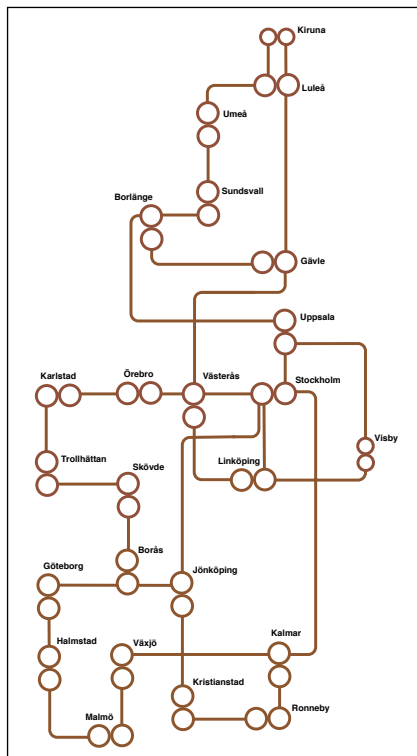 Kiruna
Luleå
Umeå
Sundsvall
Borlänge
Gävle
Uppsala
Karlstad
Örebro
Västerås
Stockholm
Visby
Trollhättan
Linköping
Skövde
Borås
Göteborg
Jönköping
Halmstad
Växjö
Kalmar
Kristianstad
Malmö
Ronneby